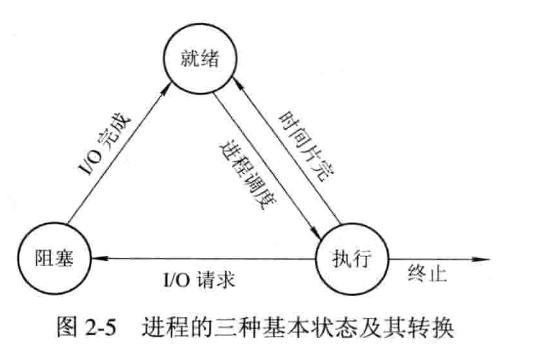 就绪
I/O 完成
进程调度
时间片完
阻塞
执行
I/O 请求
终止
图 2-5 进程的三种基本状态及其转换